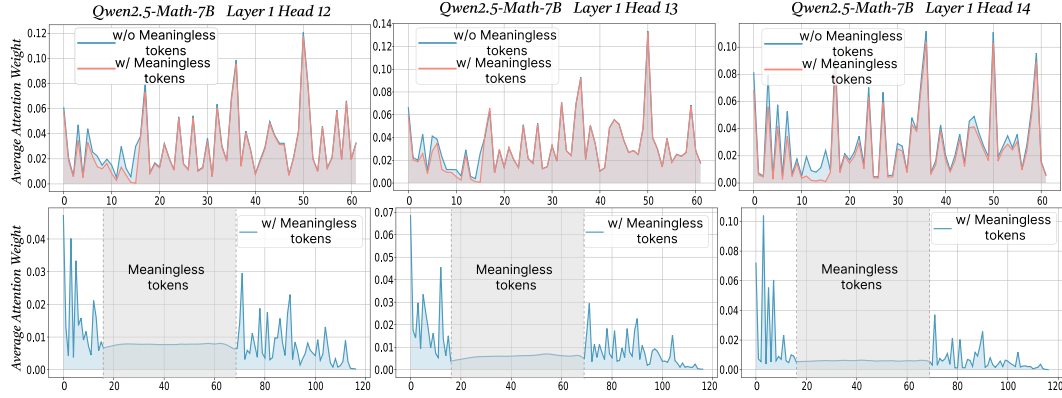 Qwen2.5-Math-7B   Layer 1 Head 12
Qwen2.5-Math-7B   Layer 1 Head 13
Qwen2.5-Math-7B   Layer 1 Head 14
Average Attention Weight
0.12
0.10
0.08
0.06
0.04
0.02
0.00
w/o Meaningless
tokens
w/ Meaningless
tokens
0 10 20 30 40 50 60
0.14
0.12
0.10
0.08
0.06
0.04
0.02
0.00
w/o Meaningless
tokens
w/ Meaningless
tokens
0 10 20 30 40 50 60
0.10
0.08
0.06
0.04
0.02
0.00
w/o Meaningless
tokens
w/ Meaningless
tokens
0 10 20 30 40 50 60
Average Attention Weight
0.04
0.03
0.02
0.01
0.00
w/ Meaningless
tokens
Meaningless
tokens
0 20 40 60 80 100 120
0.07
0.06
0.05
0.04
0.03
0.02
0.01
0.00
w/ Meaningless
tokens
Meaningless
tokens
0 20 40 60 80 100 120
0.10
0.08
0.06
0.04
0.02
0.00
w/ Meaningless
tokens
Meaningless
tokens
0 20 40 60 80 100 120